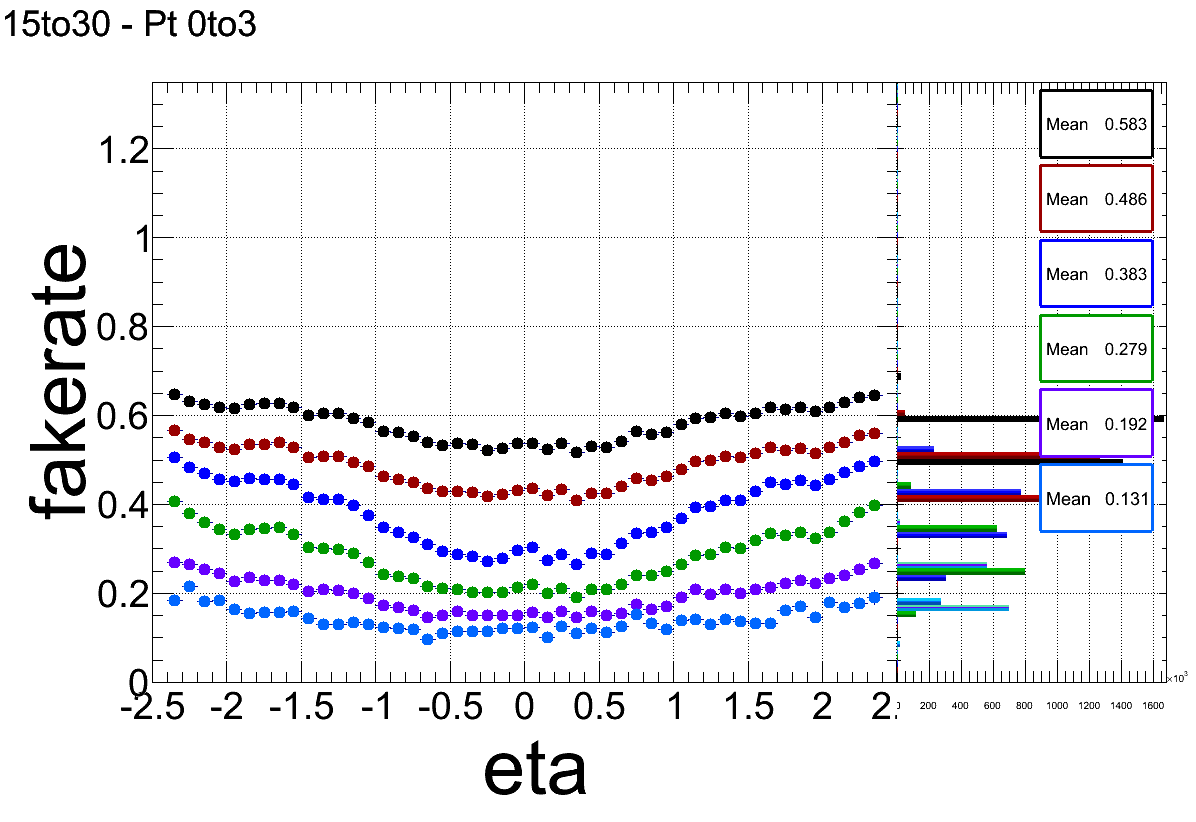 15to30 - Pt 0to3
fakerate
1.2
1
0.8
0.6
0.4
0.2
0
-2.5 -2 -1.5 -1 -0.5 0 0.5 1 1.5 2 2.
eta
Mean 0.583
Mean 0.486
Mean 0.383
Mean 0.279
Mean 0.192
Mean 0.131
×10³
200 400 600 800 1000 1200 1400 1600